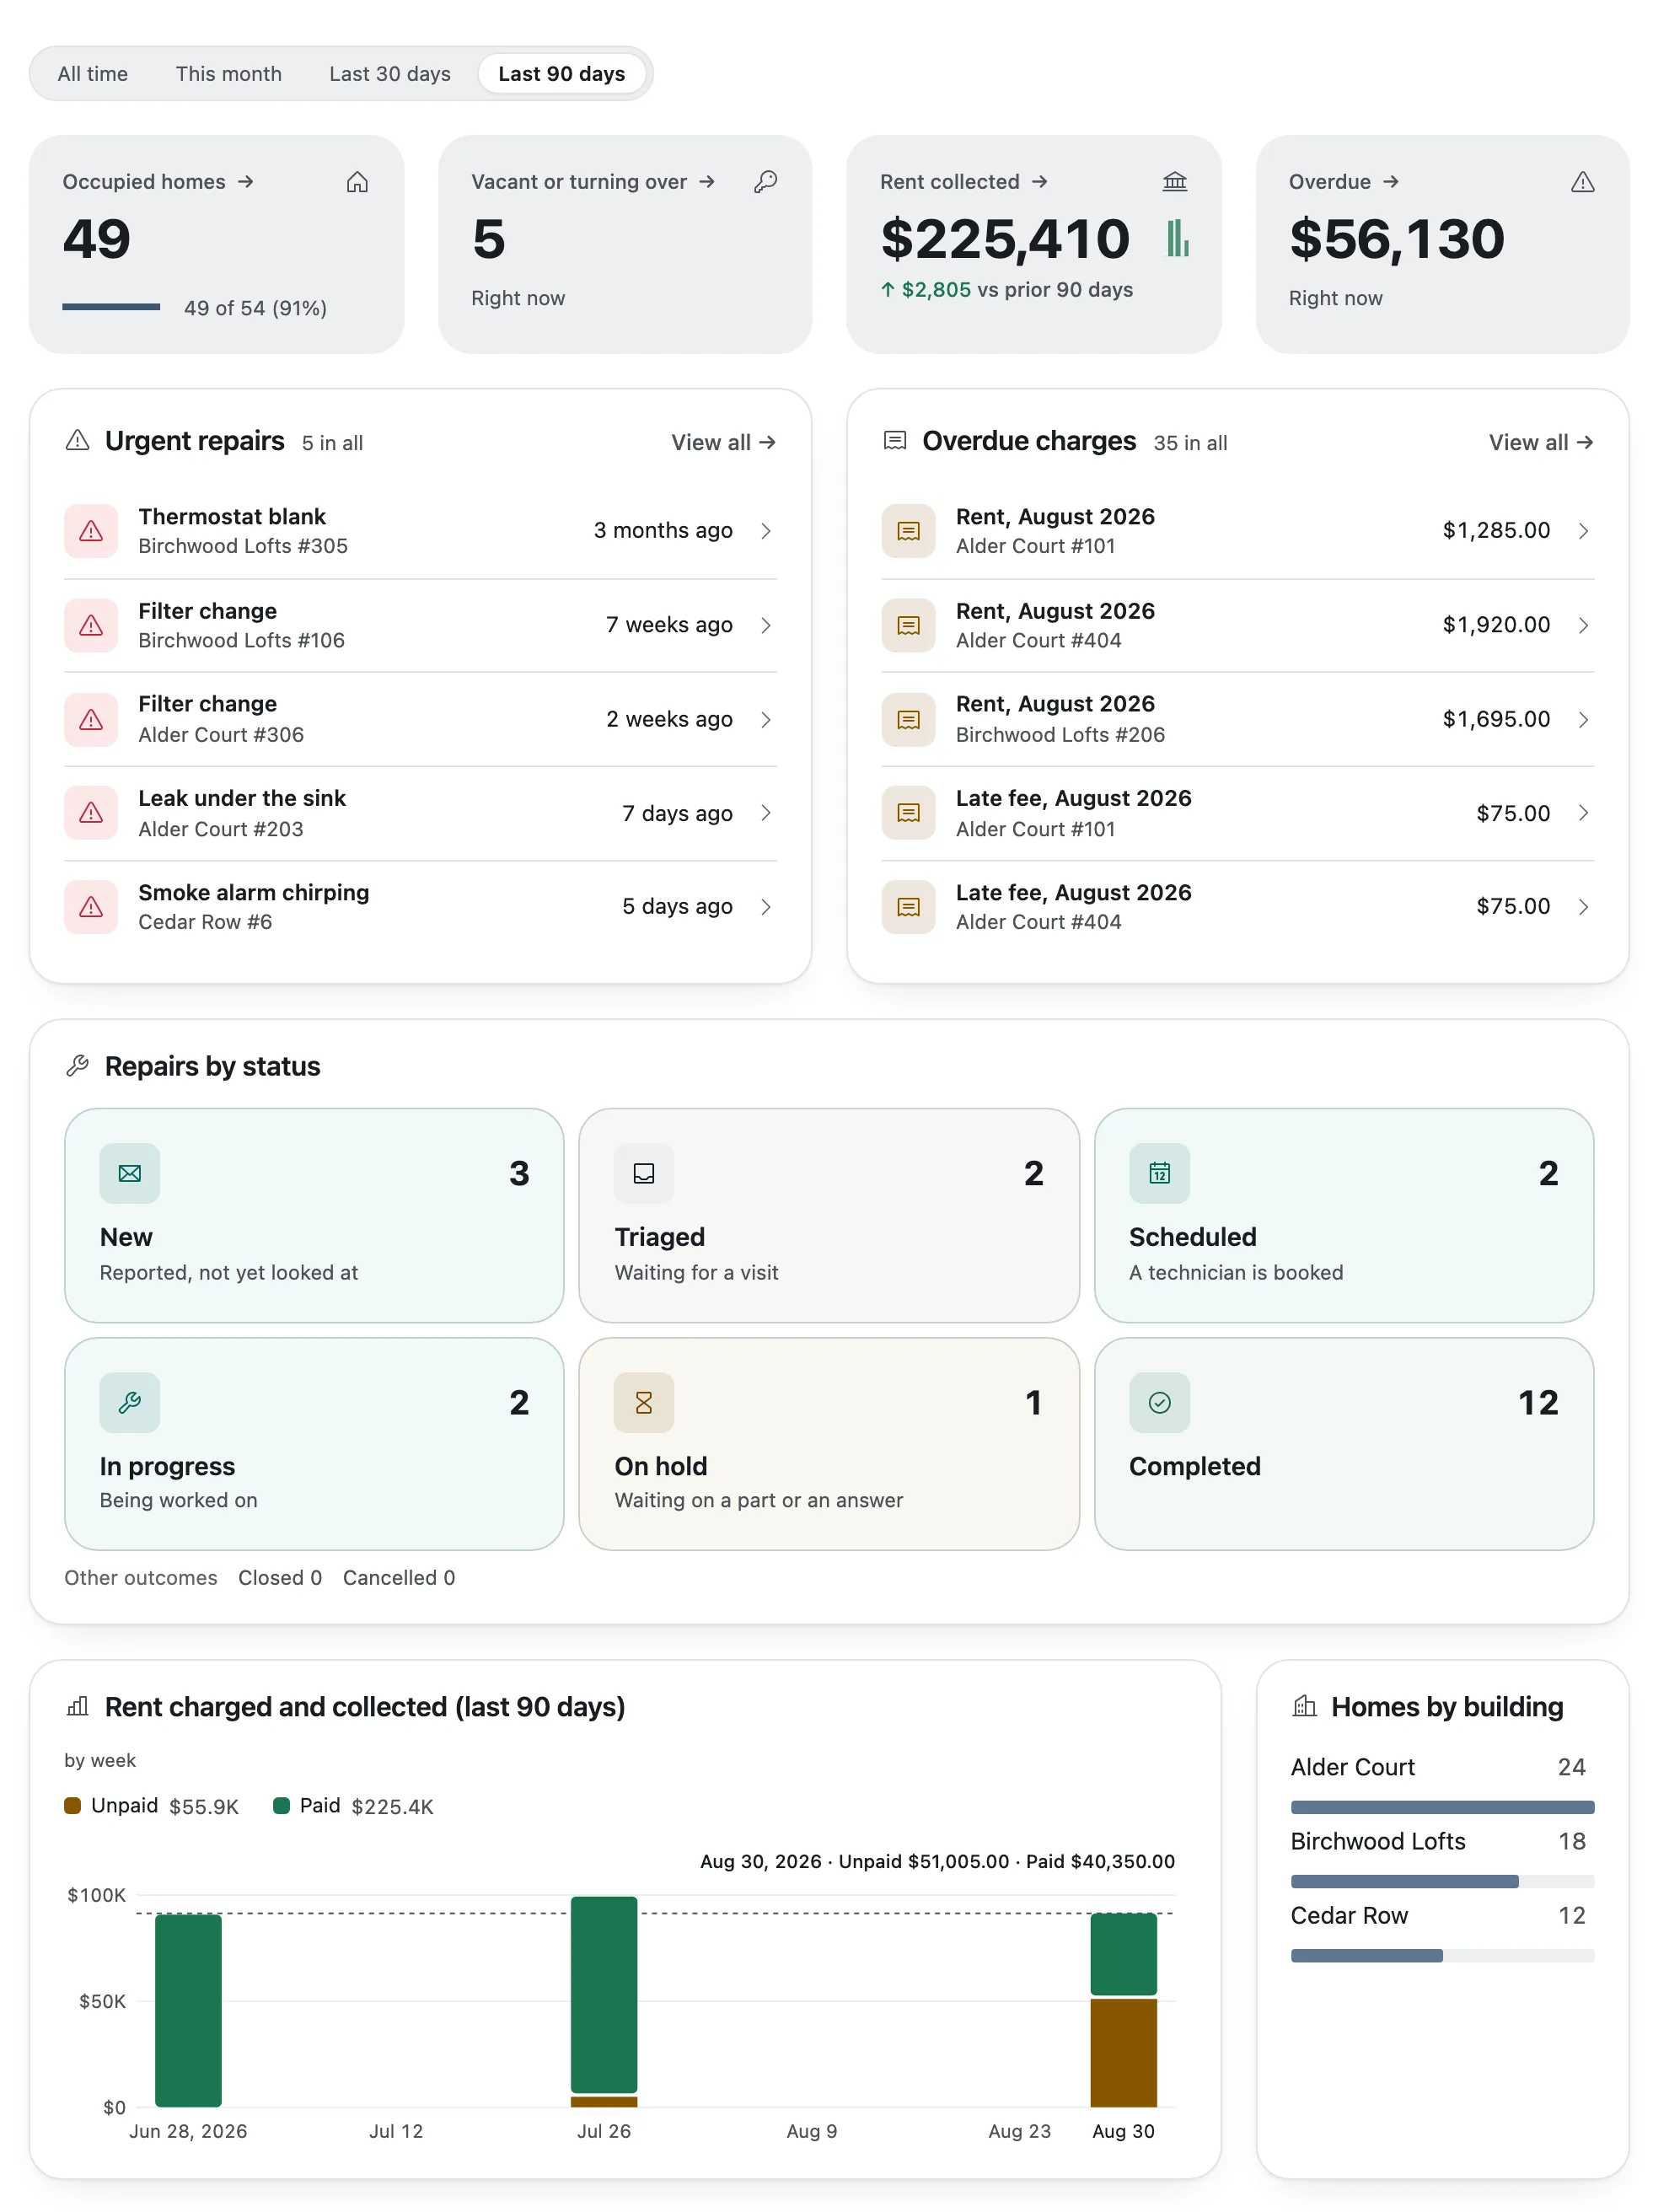 All time
This month
Last 30 days
Last 90 days
Occupied homes →
49
49 of 54 (91%)
Vacant or turning over →
5
Right now
Rent collected →
$225,410
↑ $2,805 vs prior 90 days
Overdue →
$56,130
Right now
Urgent repairs 5 in all
View all →
Thermostat blank
Birchwood Lofts #305
3 months ago
Filter change
Birchwood Lofts #106
7 weeks ago
Filter change
Alder Court #306
2 weeks ago
Leak under the sink
Alder Court #203
7 days ago
Smoke alarm chirping
Cedar Row #6
5 days ago
Overdue charges 35 in all
View all →
Rent, August 2026
Alder Court #101
$1,285.00
Rent, August 2026
Alder Court #404
$1,920.00
Rent, August 2026
Birchwood Lofts #206
$1,695.00
Late fee, August 2026
Alder Court #101
$75.00
Late fee, August 2026
Alder Court #404
$75.00
Repairs by status
3
New
Reported, not yet looked at
2
Triaged
Waiting for a visit
12
2
Scheduled
A technician is booked
2
In progress
Being worked on
1
On hold
Waiting on a part or an answer
12
Completed
Other outcomes Closed 0 Cancelled 0
Rent charged and collected (last 90 days)
by week
Unpaid $55.9K Paid $225.4K
Aug 30, 2026 · Unpaid $51,005.00 · Paid $40,350.00
$100K
$50K
$0
Jun 28, 2026
Jul 12
Jul 26
Aug 9
Aug 23
Aug 30
Homes by building
Alder Court 24
Birchwood Lofts 18
Cedar Row 12